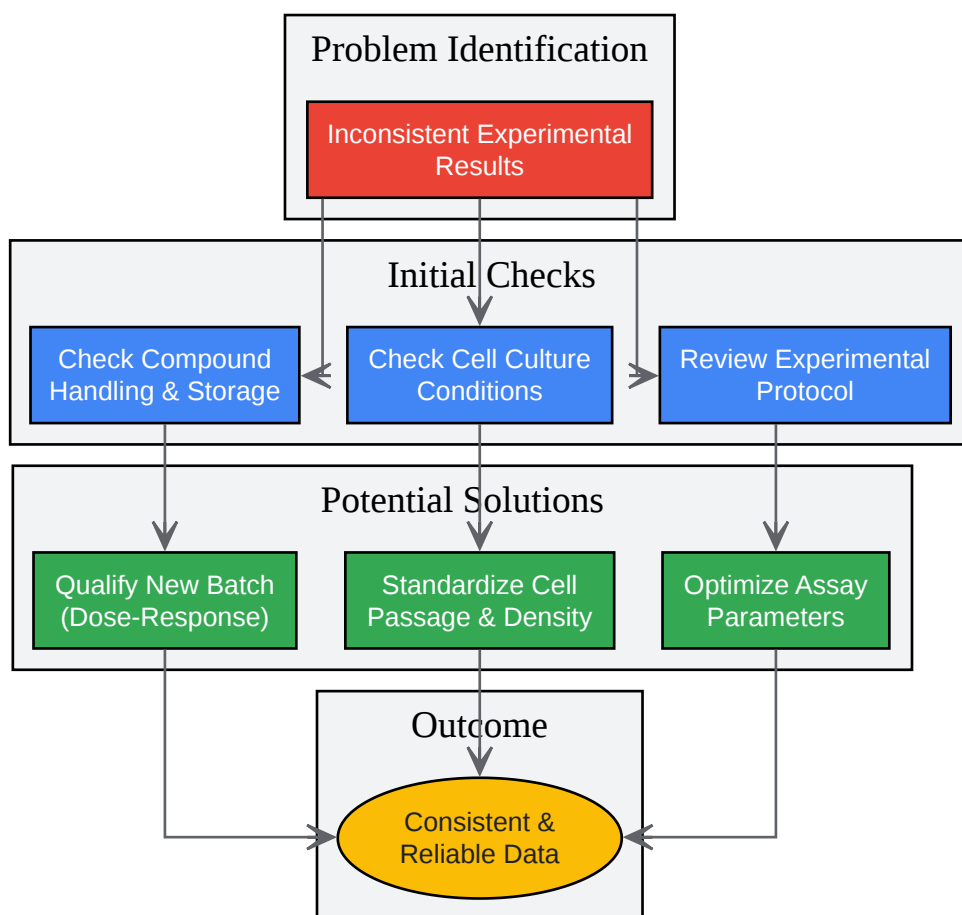 Problem Identification
Inconsistent Experimental
Results
Initial Checks
Check Compound
Handling & Storage
Check Cell Culture
Conditions
Review Experimental
Protocol
Potential Solutions
Qualify New Batch
(Dose-Response)
Standardize Cell
Passage & Density
Optimize Assay
Parameters
Outcome
Consistent &
Reliable Data